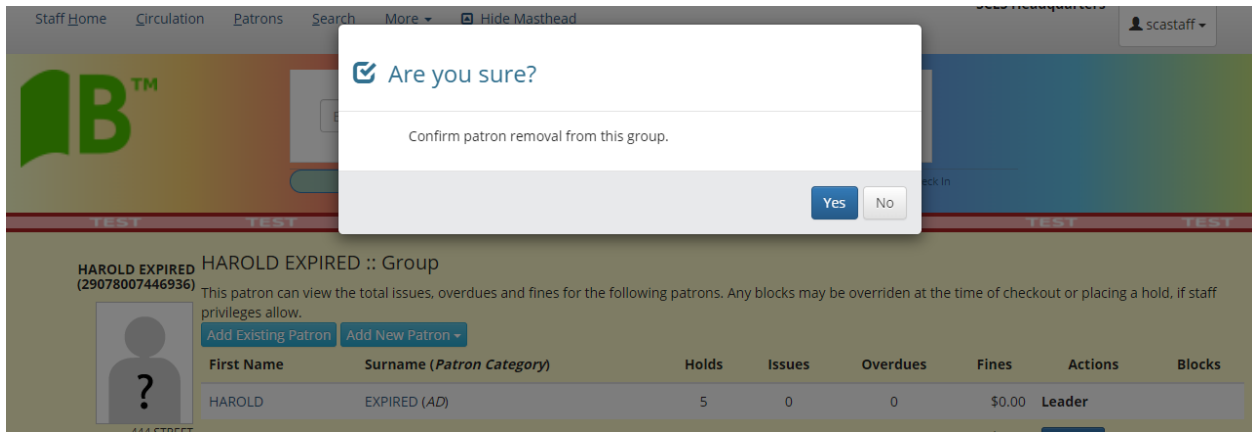 Staff Home Circulation Patrons Search More Hide Masthead
scastaff
B™
Are you sure?
Confirm patron removal from this group.
Yes No
eck In
TEST TEST TEST TEST
HAROLD EXPIRED
(29078007446936)
HAROLD EXPIRED :: Group
This patron can view the total issues, overdues and fines for the following patrons. Any blocks may be overriden at the time of checkout or placing a hold, if staff
privileges allow.
Add Existing Patron Add New Patron
First Name Surname (Patron Category) Holds Issues Overdues Fines Actions Blocks
?
HAROLD EXPIRED (AD) 5 0 0 $0.00 Leader